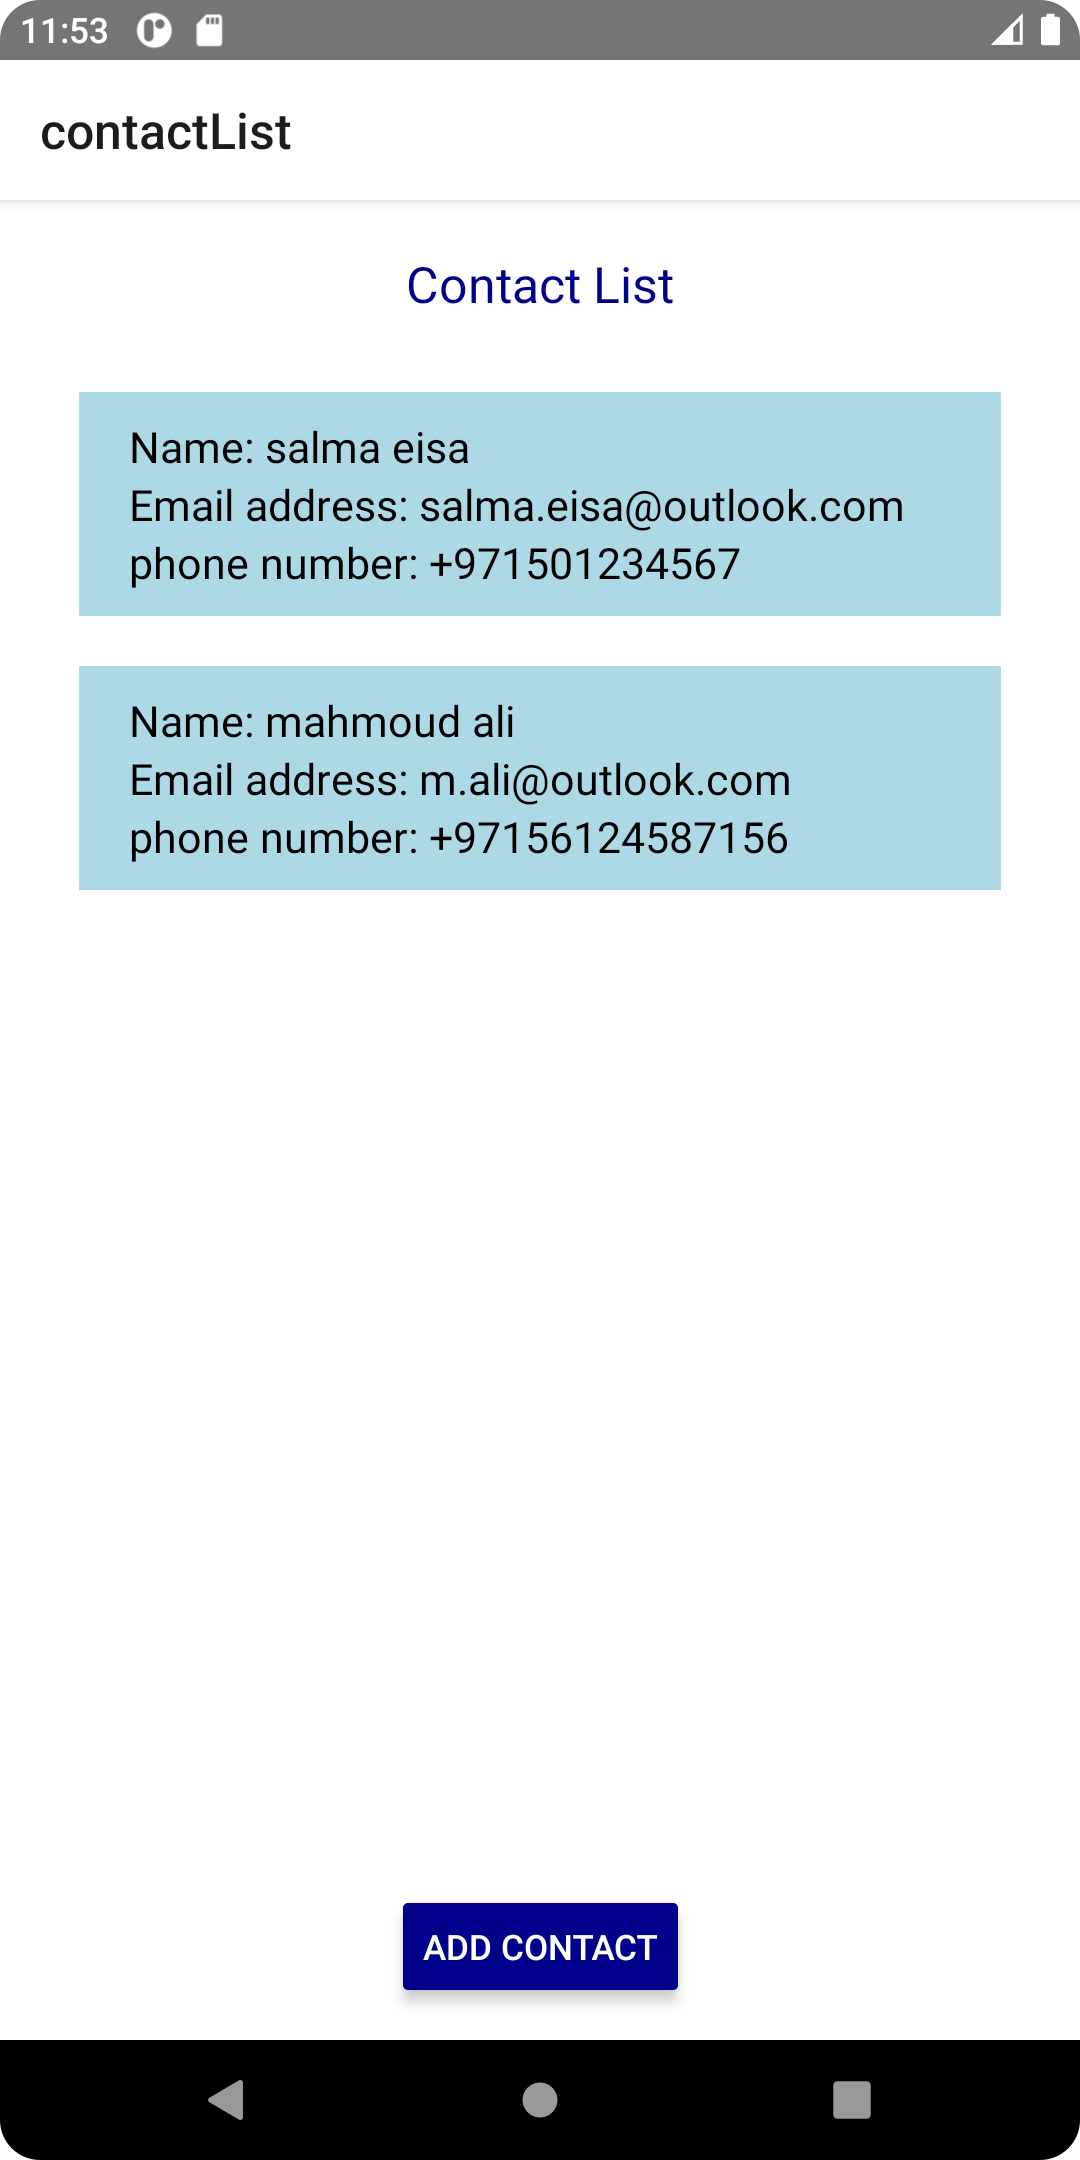 11:53
contactList
Contact List
Name: salma eisa
Email address: salma.eisa@outlook.com
phone number: +971501234567
Name: mahmoud ali
Email address: m.ali@outlook.com
phone number: +97156124587156
ADD CONTACT